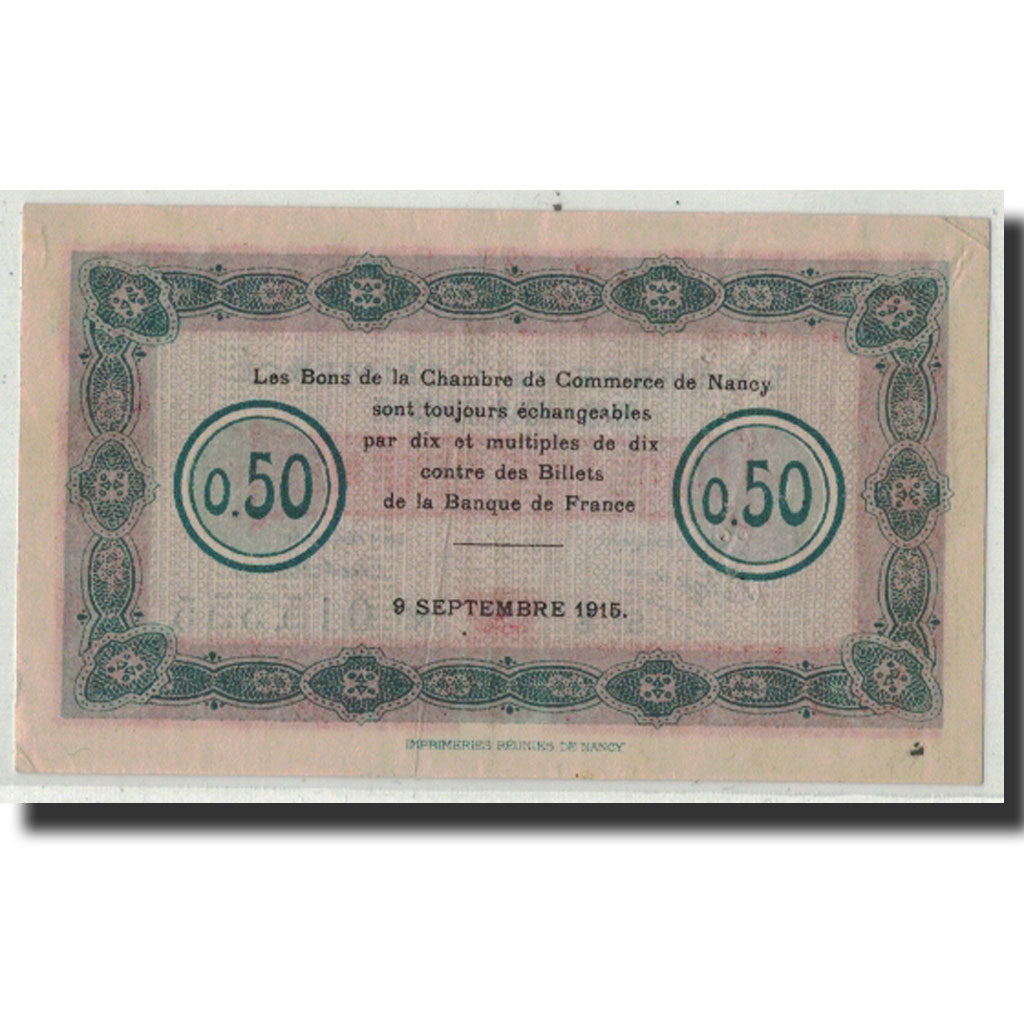 Les Bons de la Chambre de Commerce de Nancy
sont toujours échangeables
par dix et multiples de dix
contre des Billets
de la Banque de France
0.50
0.50
9 SEPTEMBRE 1915.
IMPRIMERIES RÉUNIES DE NANCY